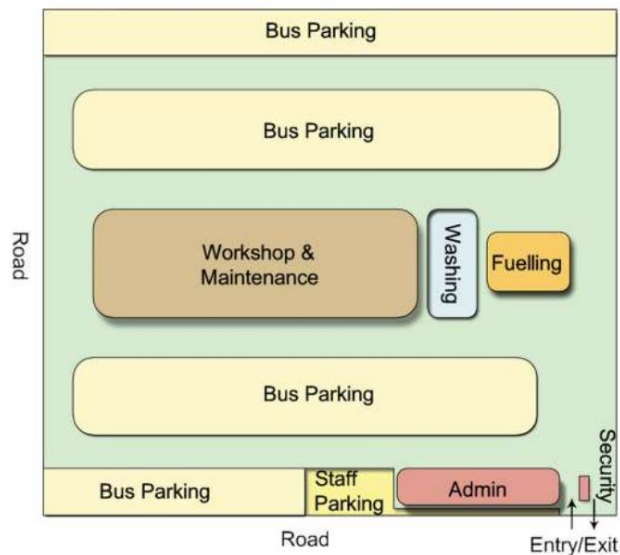 Bus Parking
Bus Parking
Road
Workshop &
Maintenance
Washing
Fuelling
Bus Parking
Security
Bus Parking
Staff
Parking
Admin
Road
Entry/Exit